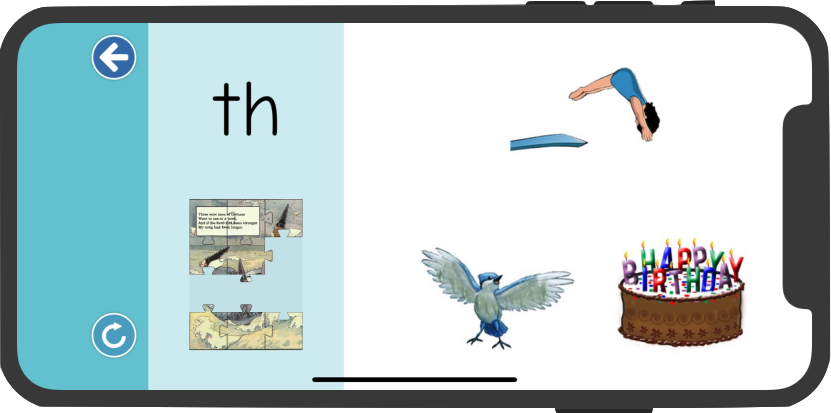 th
Three wise men of Gotham
Went to sea in a bowl,
And if the bowl had been stronger
My song had been longer.
HAPPY
BIRTHDAY